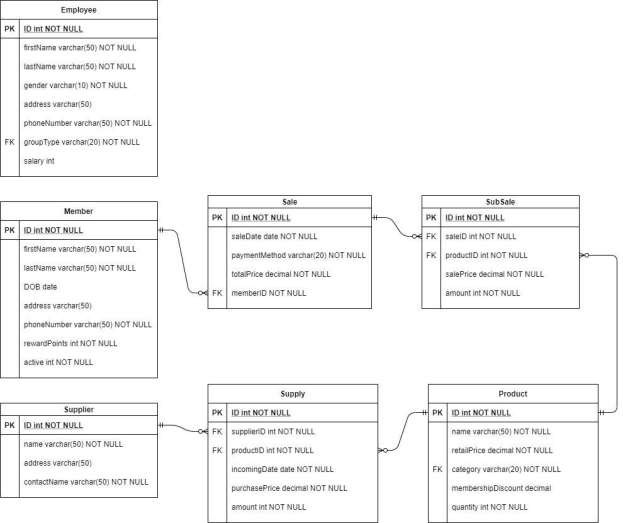 Employee
PK ID int NOT NULL
firstName varchar(50) NOT NULL
lastName varchar(50) NOT NULL
gender varchar(10) NOT NULL
address varchar(50)
phoneNumber varchar(50) NOT NULL
FK groupType varchar(20) NOT NULL
salary int
Member
PK ID int NOT NULL
firstName varchar(50) NOT NULL
lastName varchar(50) NOT NULL
DOB date
address varchar(50)
phoneNumber varchar(50) NOT NULL
rewardPoints int NOT NULL
active int NOT NULL
Sale
PK ID int NOT NULL
saleDate date NOT NULL
paymentMethod varchar(20) NOT NULL
totalPrice decimal NOT NULL
FK memberID NOT NULL
SubSale
PK ID int NOT NULL
FK saleID int NOT NULL
FK productID int NOT NULL
salePrice decimal NOT NULL
amount int NOT NULL
Supplier
PK ID int NOT NULL
name varchar(50) NOT NULL
address varchar(50)
contactName varchar(50) NOT NULL
Supply
PK ID int NOT NULL
FK supplierID int NOT NULL
FK productID int NOT NULL
incomingDate date NOT NULL
purchasePrice decimal NOT NULL
amount int NOT NULL
Product
PK ID int NOT NULL
name varchar(50) NOT NULL
retailPrice decimal NOT NULL
FK category varchar(20) NOT NULL
membershipDiscount decimal
quantity int NOT NULL